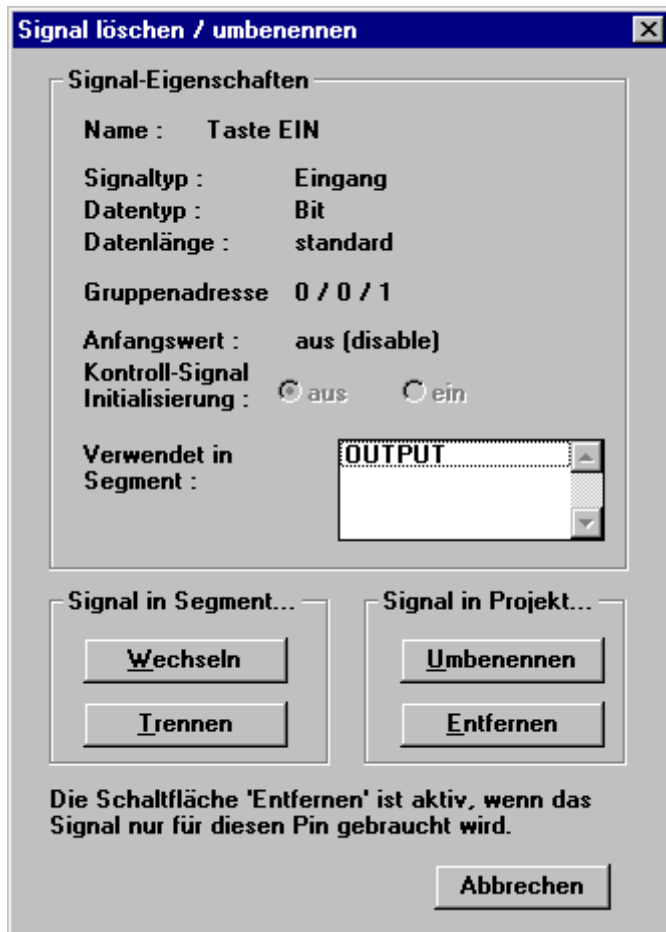 Signal löschen / umbenennen
Signal-Eigenschaften
Name : Taste EIN
Signaltyp : Eingang
Datentyp : Bit
Datenlänge : standard
Gruppenadresse 0 / 0 / 1
Anfangswert : aus (disable)
Kontroll-Signal
Initialisierung : aus ein
Verwendet in
Segment :
OUTPUT
Signal in Segment...
Wechseln
Trennen
Signal in Projekt...
Umbenennen
Entfernen
Die Schaltfläche 'Entfernen' ist aktiv, wenn das
Signal nur für diesen Pin gebraucht wird.
Abbrechen